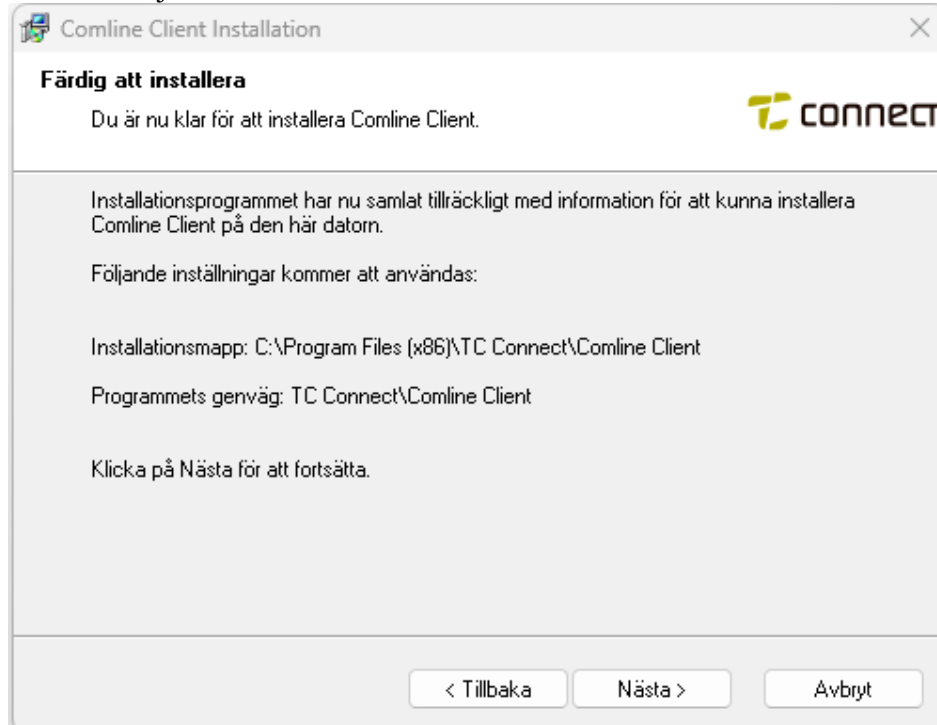 Comline Client Installation
Färdig att installera
Du är nu klar för att installera Comline Client.
connect
Installationsprogrammet har nu samlat tillräckligt med information för att kunna installera
Comline Client på den här datorn.
Följande inställningar kommer att användas:
Installationsmapp: C:\Program Files (x86)\TC Connect\Comline Client
Programmets genväg: TC Connect\Comline Client
Klicka på Nästa för att fortsätta.
< Tillbaka
Nästa >
Avbryt